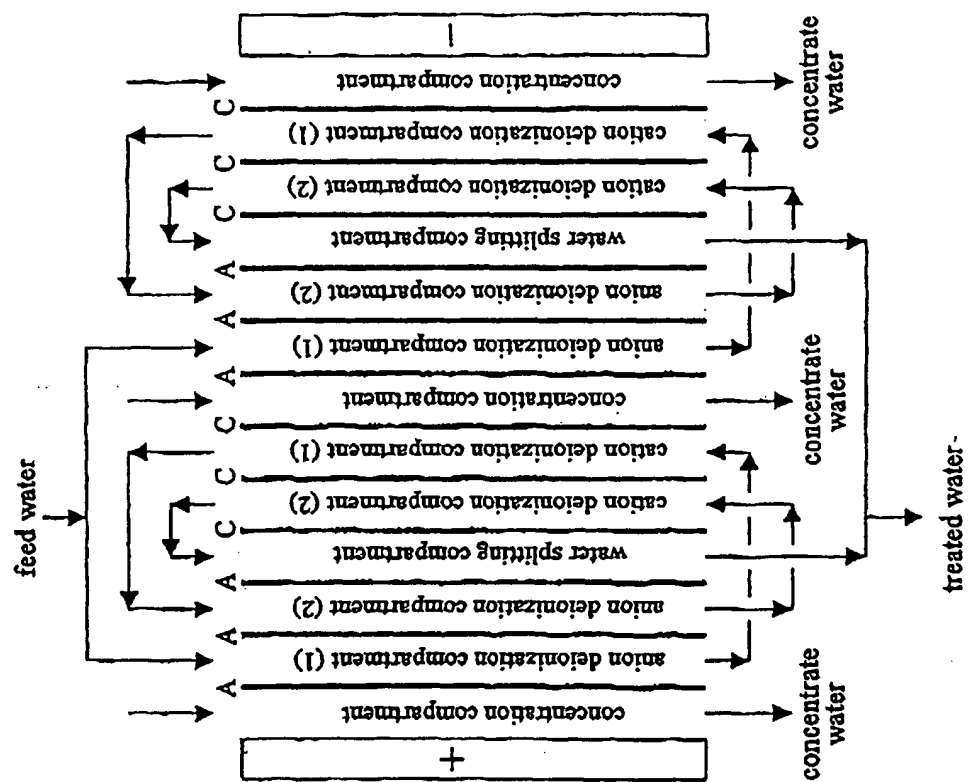 feed water
−
concentration compartment
C
cation deionization compartment (1)
C
cation deionization compartment (2)
C
water splitting compartment
A
anion deionization compartment (2)
A
anion deionization compartment (1)
A
concentration compartment
C
cation deionization compartment (1)
C
cation deionization compartment (2)
C
water splitting compartment
A
anion deionization compartment (2)
A
anion deionization compartment (1)
A
concentration compartment
+
concentrate
water
concentrate
water
concentrate
water
treated water-